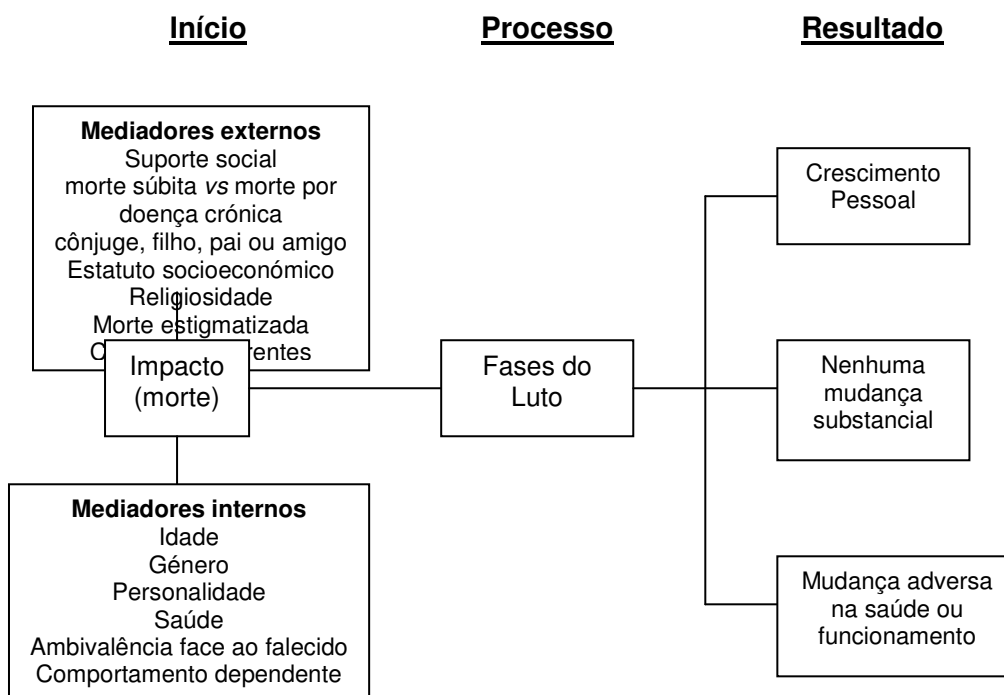 Início
Processo
Resultado
Mediadores externos
Suporte social
morte súbita vs morte por
doença crónica
cônjuge, filho, pai ou amigo
Estatuto socioeconómico
Religiosidade
Morte estigmatizada
Impacto
(morte)
Mediadores internos
Idade
Género
Personalidade
Saúde
Ambivalência face ao falecido
Comportamento dependente
Fases do
Luto
Crescimento
Pessoal
Nenhuma
mudança
substancial
Mudança adversa
na saúde ou
funcionamento